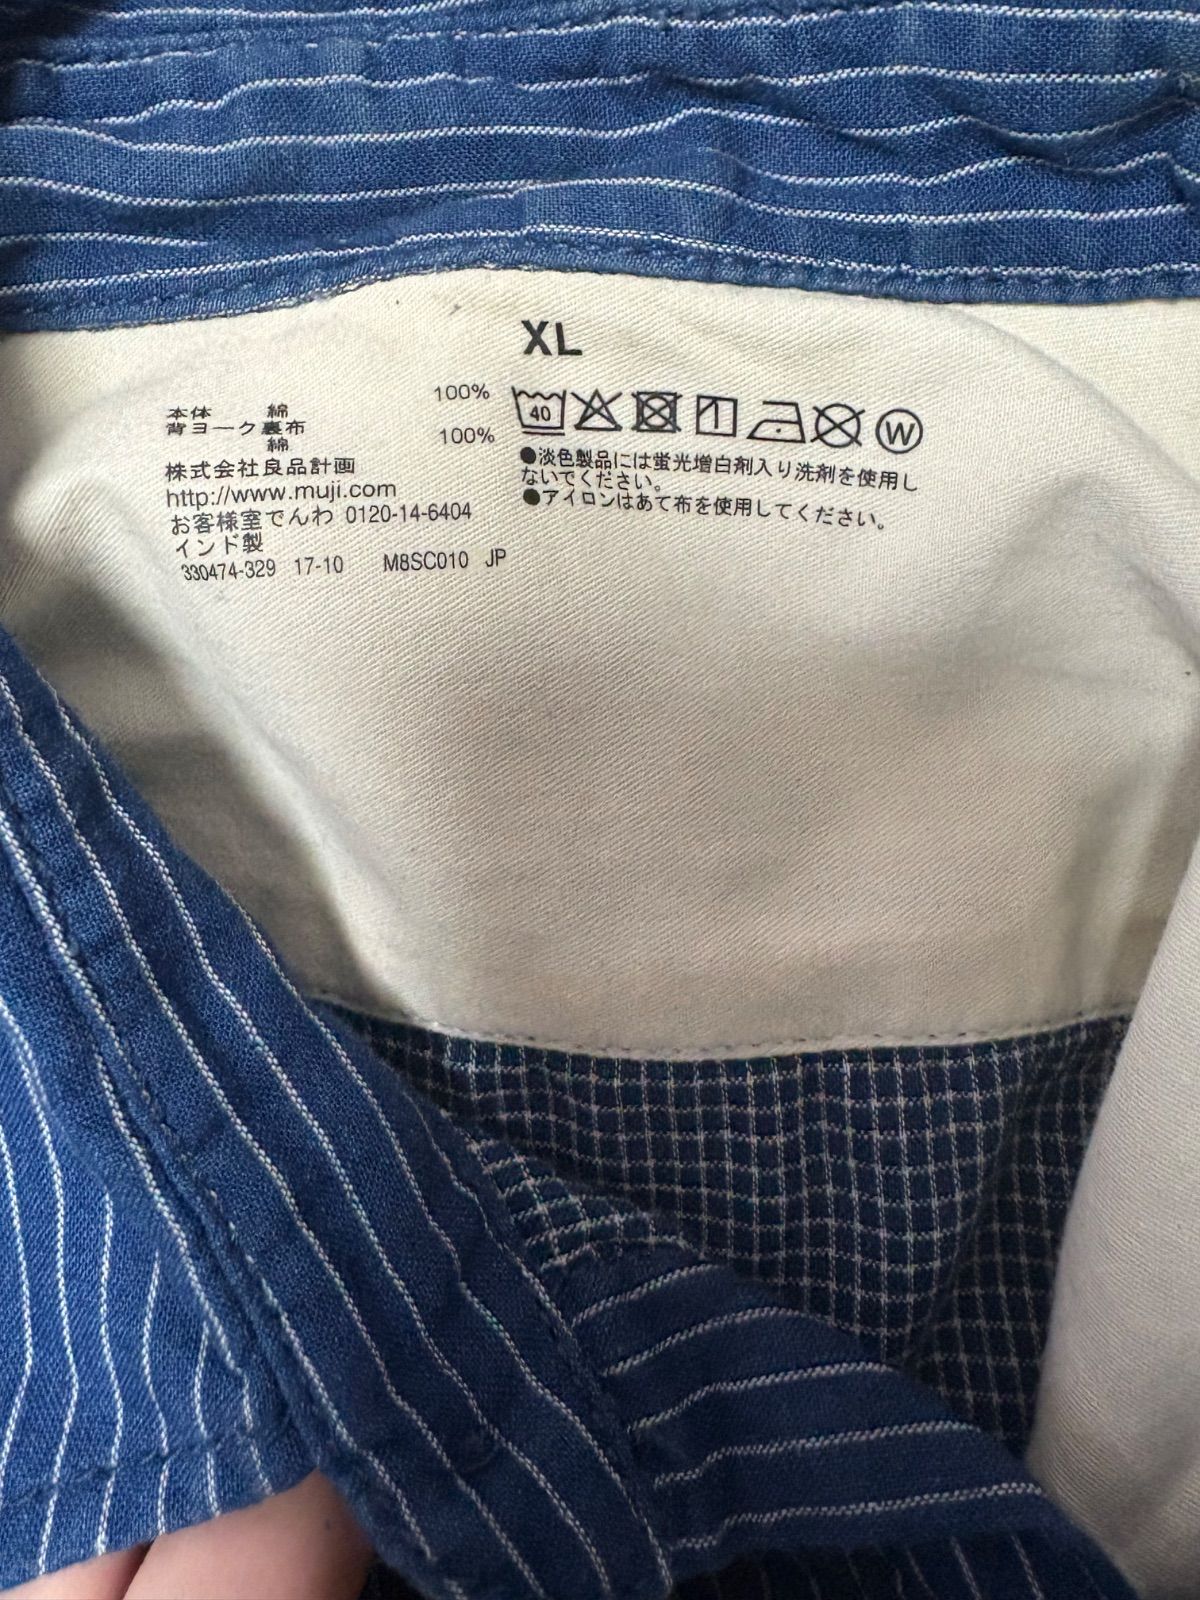 XL
本体 綿 100%
背ヨーク裏布
綿 100%
株式会社良品計画
http://www.muji.com
お客様室でんわ 0120-14-6404
インド製
330474-329 17-10 M8SC010 JP
40
W
●淡色製品には蛍光増白剤入り洗剤を使用し
ないでください。
●アイロンはあて布を使用してください。